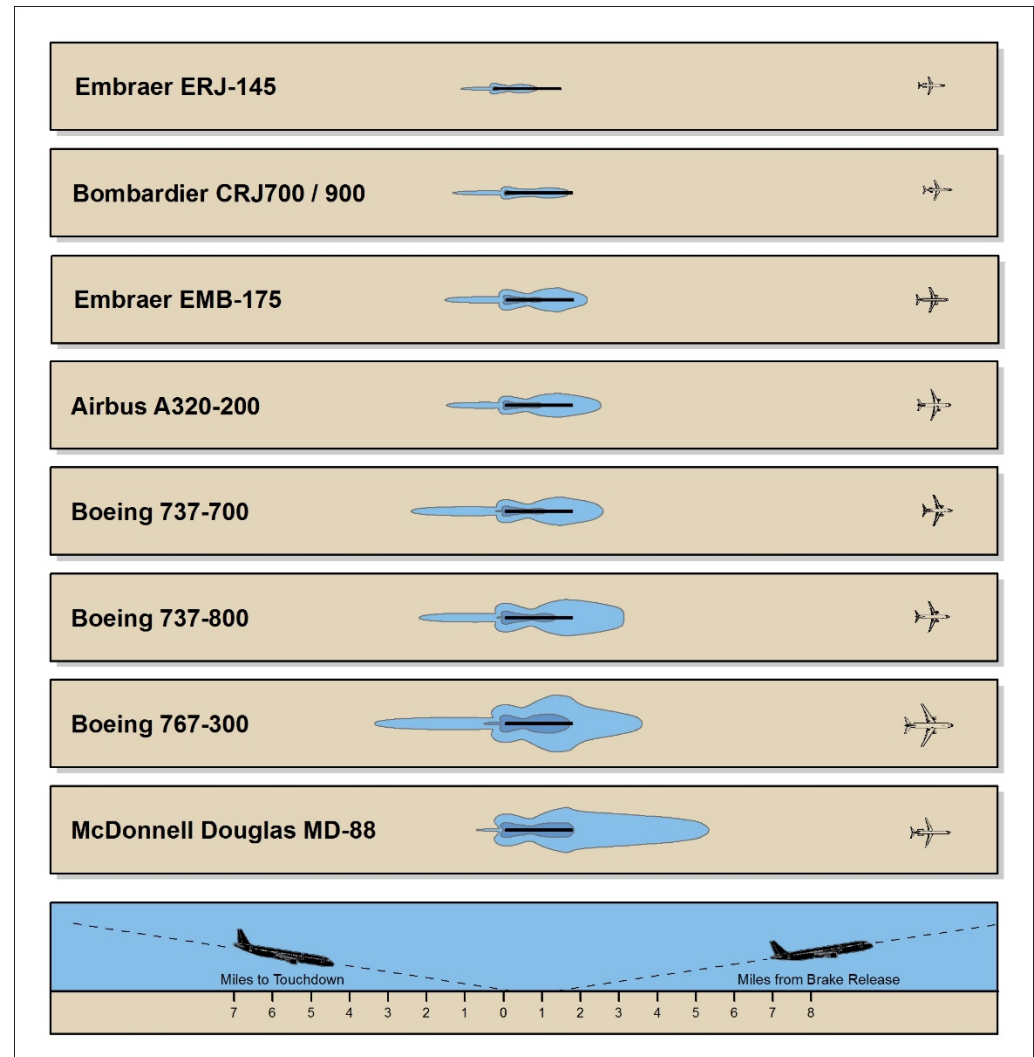 Embraer ERJ-145
Bombardier CRJ700 / 900
Embraer EMB-175
Airbus A320-200
Boeing 737-700
Boeing 737-800
Boeing 767-300
McDonnell Douglas MD-88
Miles to Touchdown
Miles from Brake Release
7 6 5 4 3 2 1 0 1 2 3 4 5 6 7 8